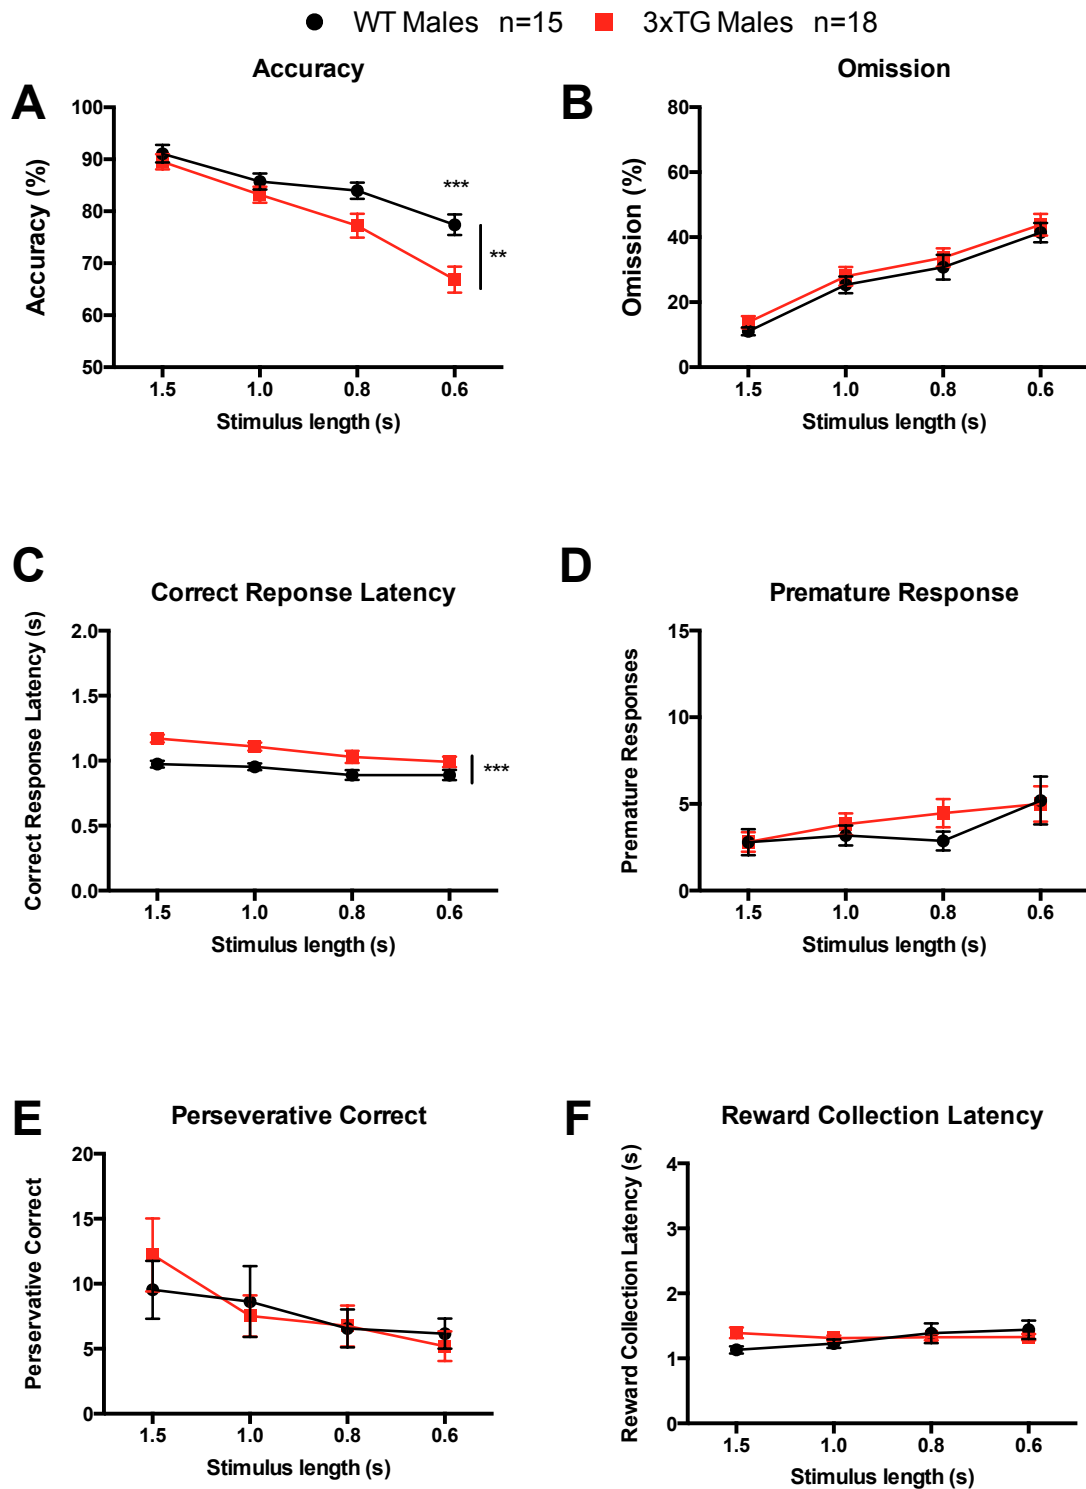 WT Males n=15 3xTG Males n=18
A
Accuracy
Accuracy (%)
100
90
80
70
60
50
***
**
1.5 1.0 0.8 0.6
Stimulus length (s)
B
Omission
Omission (%)
80
60
40
20
0
1.5 1.0 0.8 0.6
Stimulus length (s)
C
Correct Reponse Latency
Correct Response Latency (s)
2.0
1.5
1.0
0.5
0.0
***
1.5 1.0 0.8 0.6
Stimulus length (s)
D
Premature Response
Premature Responses
15
10
5
0
1.5 1.0 0.8 0.6
Stimulus length (s)
E
Perseverative Correct
Perservative Correct
20
15
10
5
0
1.5 1.0 0.8 0.6
Stimulus length (s)
F
Reward Collection Latency
Reward Collection Latency (s)
4
3
2
1
0
1.5 1.0 0.8 0.6
Stimulus length (s)